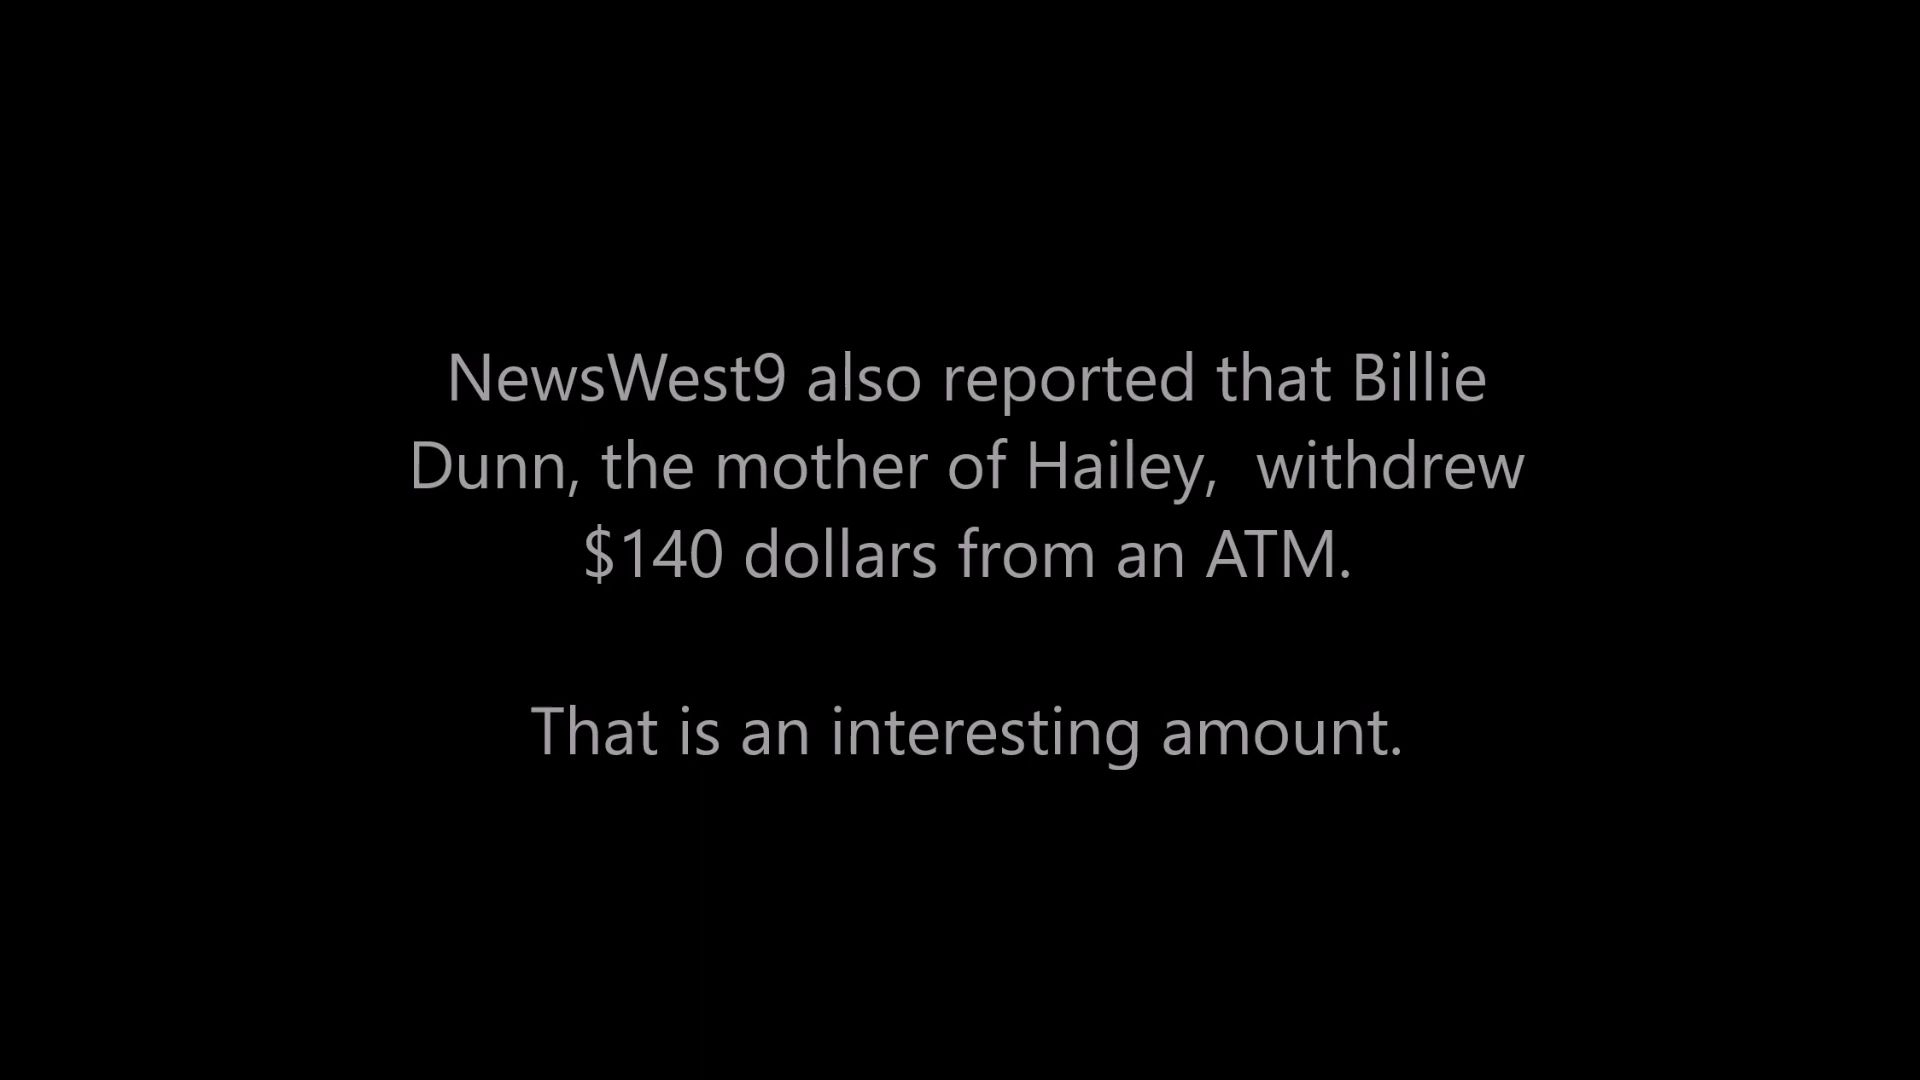 NewsWest9 also reported that Billie
Dunn, the mother of Hailey,  withdrew
$140 dollars from an ATM.
That is an interesting amount.